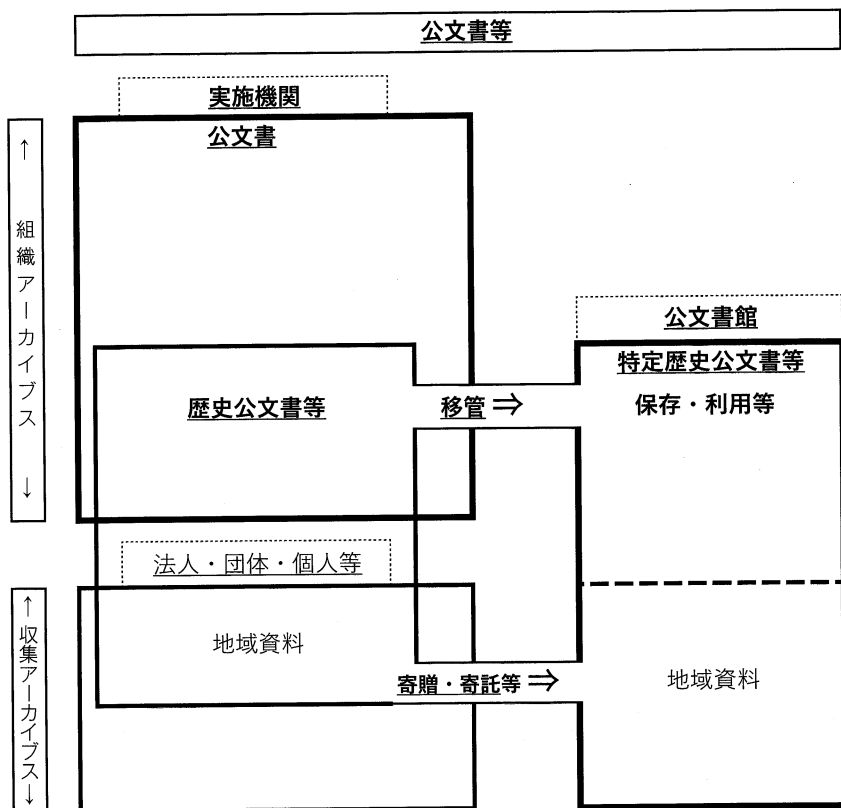 公文書等
実施機関
公文書
↑
組織アーカイブス
↓
公文書館
特定歴史公文書等
歴史公文書等
移管 ⇒
保存・利用等
法人・団体・個人等
↑
収集アーカイブス
↓
地域資料
寄贈・寄託等 ⇒
地域資料